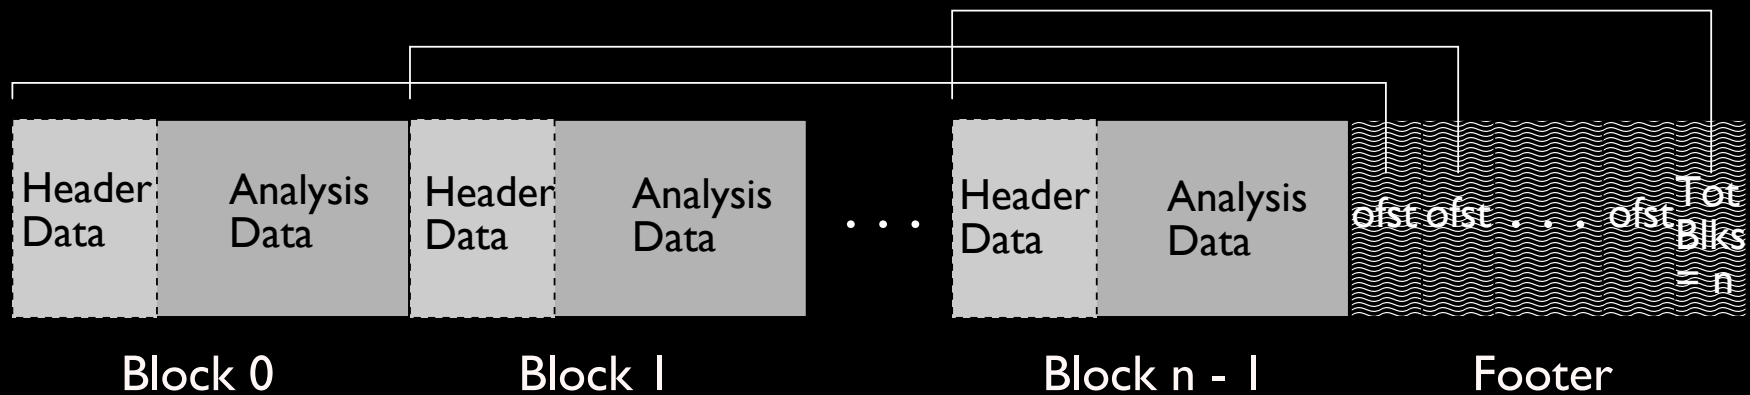 Header
Data
Analysis
Data
Header
Data
Analysis
Data
. . .
Header
Data
Analysis
Data
ofst
ofst
. . .
ofst
Tot
Blks
= n
Block 0
Block 1
Block n - 1
Footer